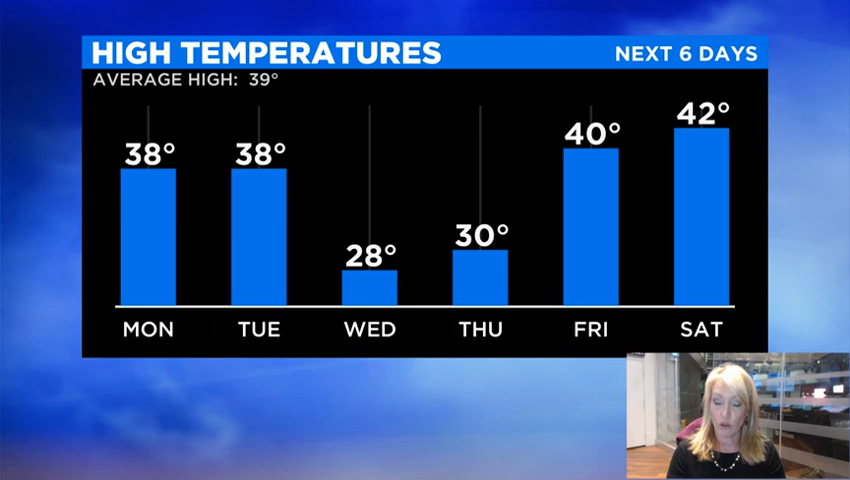 HIGH TEMPERATURES
NEXT 6 DAYS
AVERAGE HIGH: 39°
38° 38° 28° 30° 40° 42°
MON TUE WED THU FRI SAT